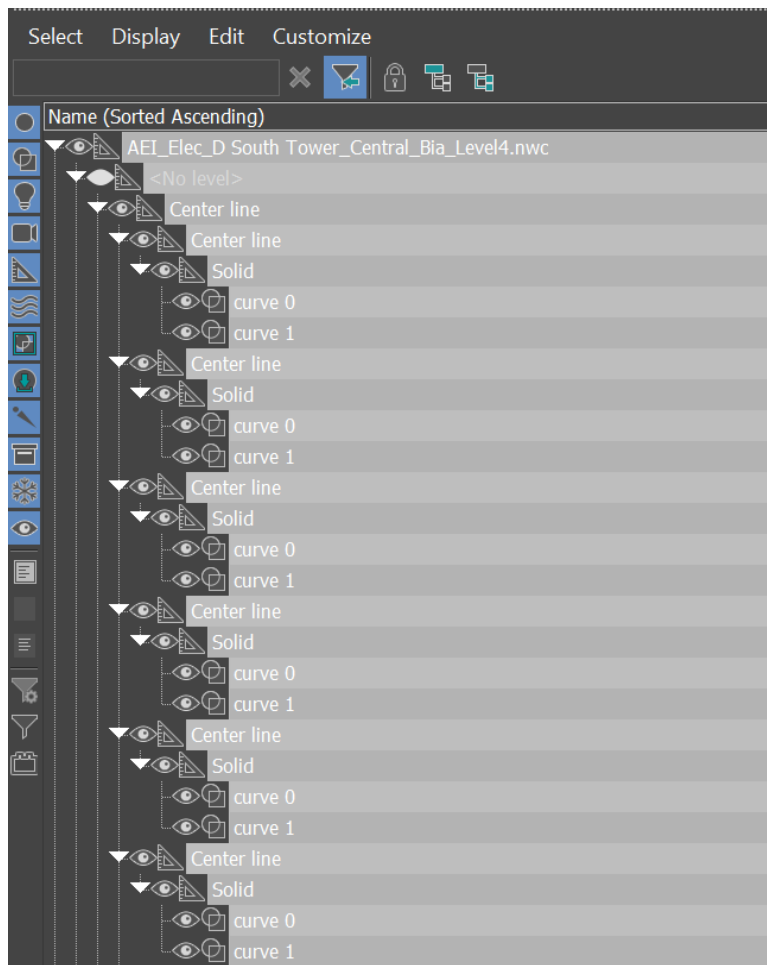 Select Display Edit Customize
Name (Sorted Ascending)
AEI_Elec_D South Tower_Central_Bia_Level4.nwc
<No level>
Center line
Center line
Solid
curve 0
curve 1
Center line
Solid
curve 0
curve 1
Center line
Solid
curve 0
curve 1
Center line
Solid
curve 0
curve 1
Center line
Solid
curve 0
curve 1
Center line
Solid
curve 0
curve 1